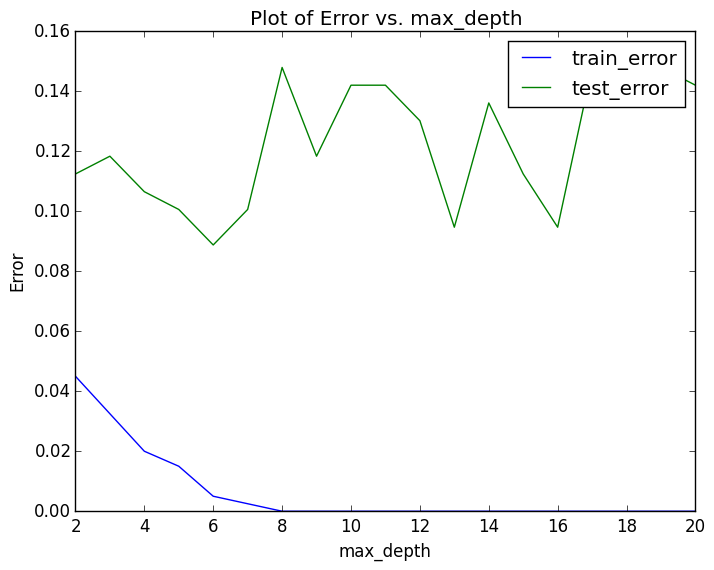 Plot of Error vs. max_depth
train_error
test_error
0.16
0.14
0.12
0.10
0.08
0.06
0.04
0.02
0.00
Error
2 4 6 8 10 12 14 16 18 20
max_depth